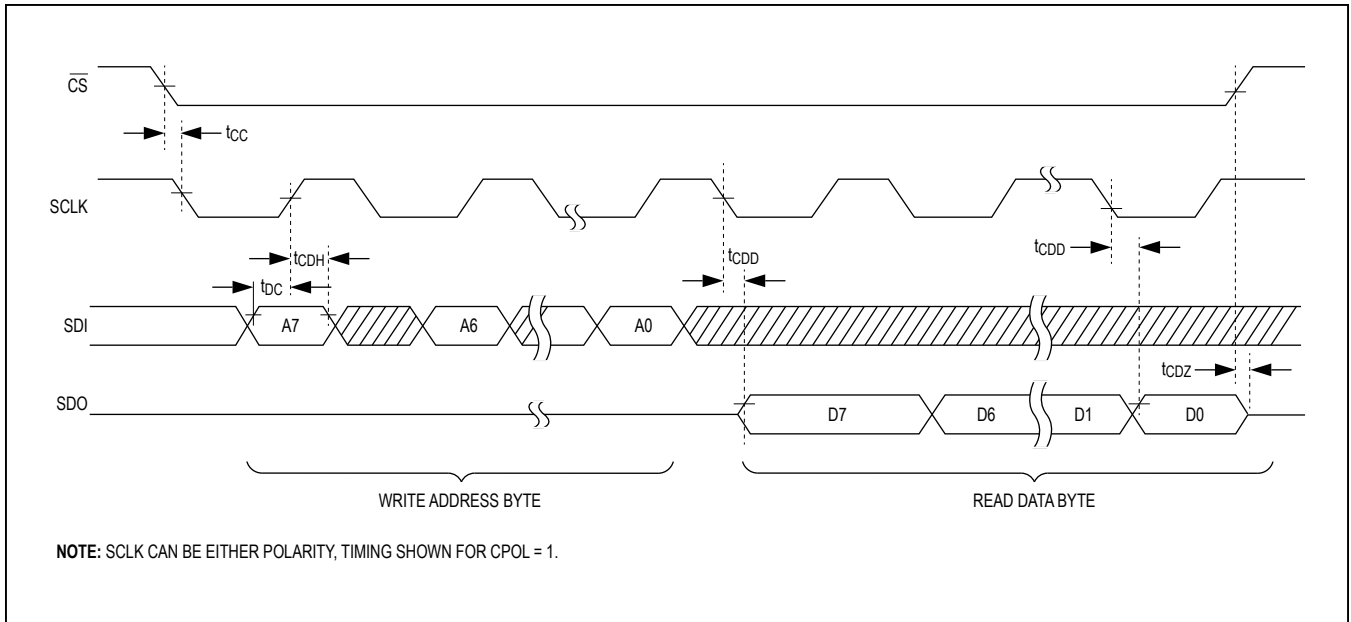 CS
tCC
SCLK
tCDH
tCDD
tCDD
tDC
SDI
A7
A6
A0
tCDZ
SDO
D7
D6
D1
D0
WRITE ADDRESS BYTE
READ DATA BYTE
NOTE: SCLK CAN BE EITHER POLARITY, TIMING SHOWN FOR CPOL = 1.